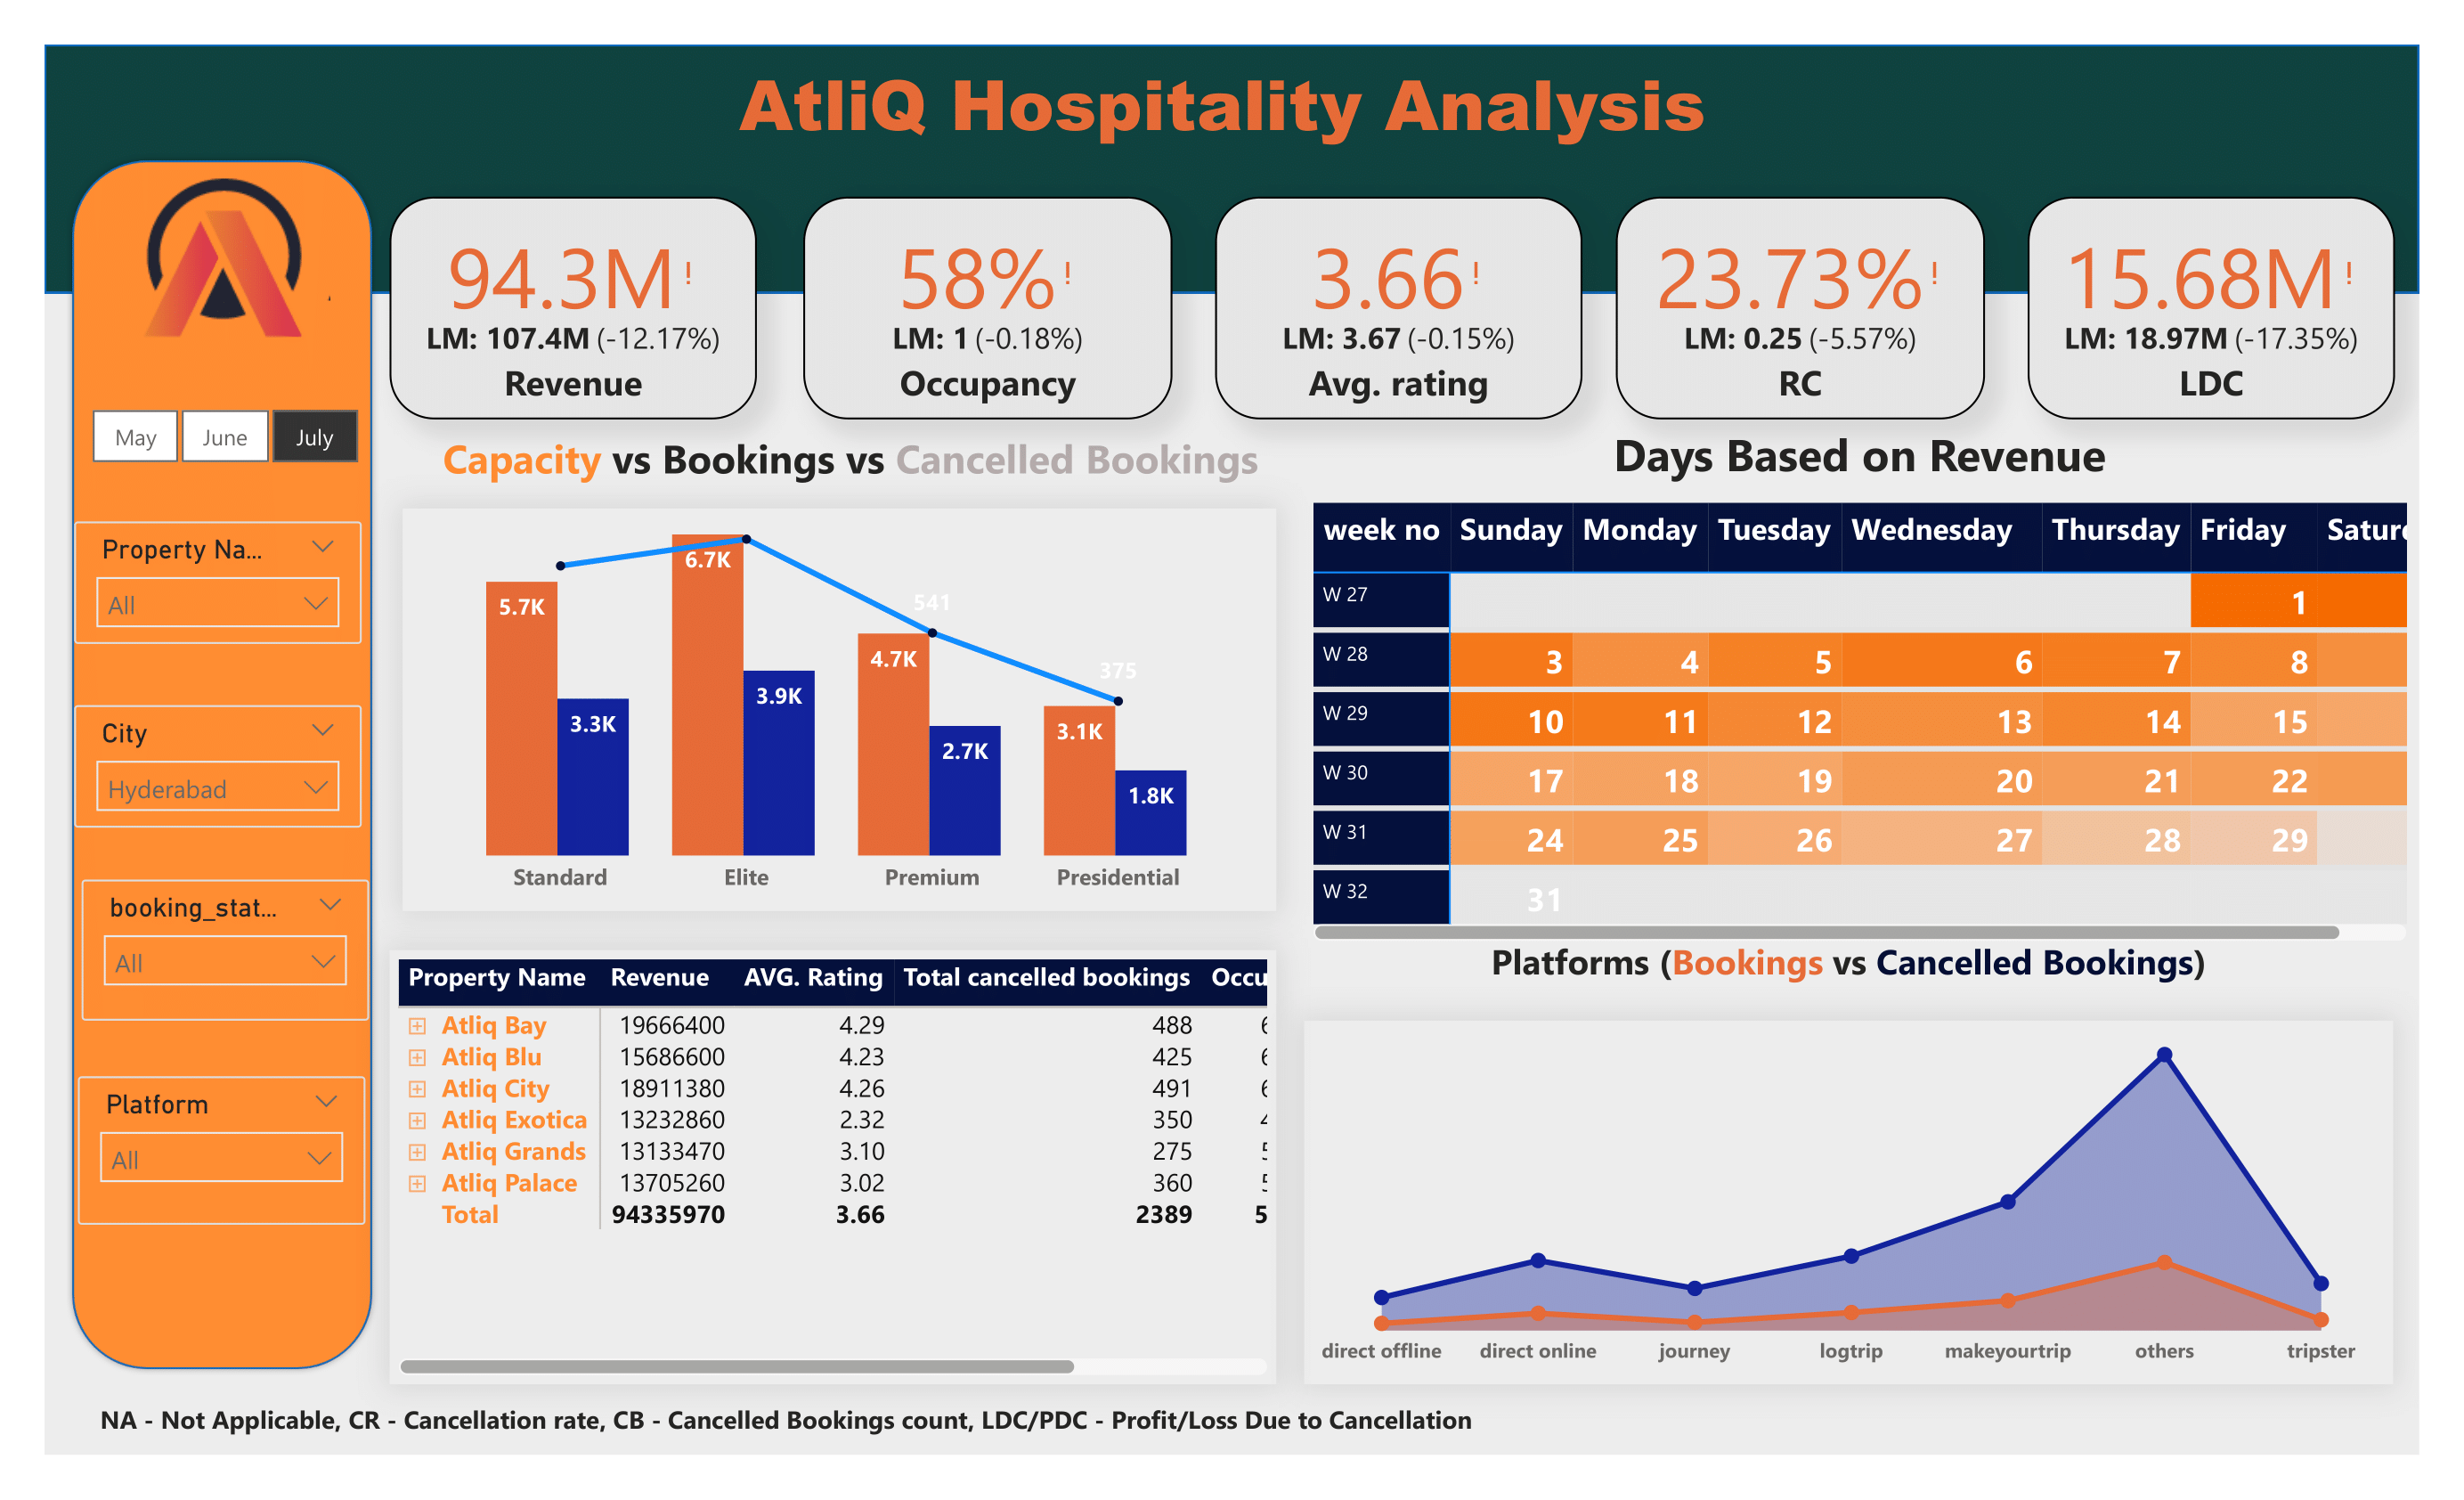 AtliQ Hospitality Analysis
94.3M!
LM: 107.4M (-12.17%)
Revenue
58%!
LM: 1 (-0.18%)
Occupancy
3.66!
LM: 3.67 (-0.15%)
Avg. rating
23.73%!
LM: 0.25 (-5.57%)
RC
15.68M!
LM: 18.97M (-17.35%)
LDC
May June July
Property Na...
All
City
Hyderabad
booking_stat...
All
Platform
All
Capacity vs Bookings vs Cancelled Bookings
5.7K 3.3K 6.7K 3.9K 541 4.7K 2.7K 375 3.1K 1.8K
Standard Elite Premium Presidential
Days Based on Revenue
week no Sunday Monday Tuesday Wednesday Thursday Friday Satur
W 27 1
W 28 3 4 5 6 7 8
W 29 10 11 12 13 14 15
W 30 17 18 19 20 21 22
W 31 24 25 26 27 28 29
W 32 31
Property Name Revenue AVG. Rating Total cancelled bookings Occu
Atliq Bay 19666400 4.29 488 6
Atliq Blu 15686600 4.23 425 6
Atliq City 18911380 4.26 491 6
Atliq Exotica 13232860 2.32 350 4
Atliq Grands 13133470 3.10 275 5
Atliq Palace 13705260 3.02 360 5
Total 94335970 3.66 2389 5
Platforms (Bookings vs Cancelled Bookings)
direct offline direct online journey logtrip makeyourtrip others tripster
NA - Not Applicable, CR - Cancellation rate, CB - Cancelled Bookings count, LDC/PDC - Profit/Loss Due to Cancellation